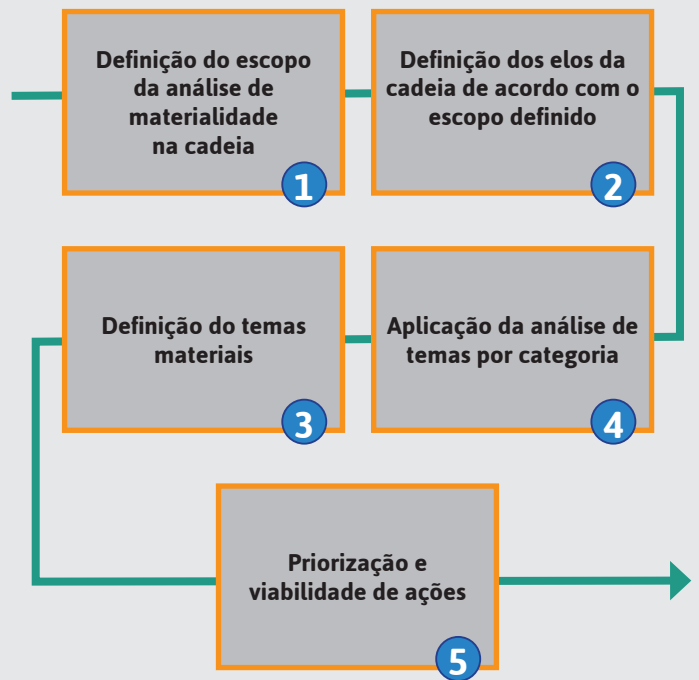 Definição do escopo
da análise de
materialidade
na cadeia
1
Definição dos elos da
cadeia de acordo com o
escopo definido
2
Definição do temas
materiais
3
Aplicação da análise de
temas por categoria
4
Priorização e
viabilidade de ações
5